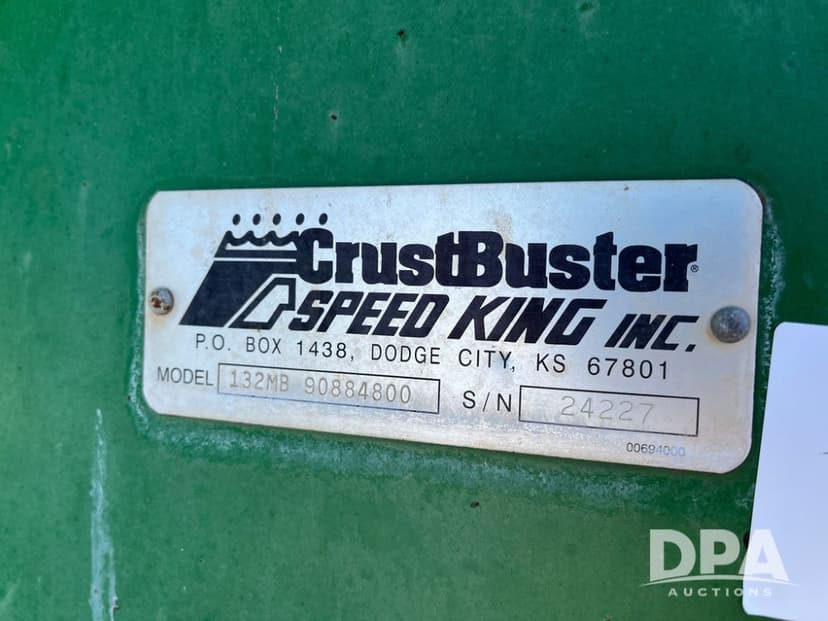 CrustBuster®
SPEED KING INC.
P.O. BOX 1438, DODGE CITY, KS 67801
MODEL 132MB 90884800 S/N 24227
00694000
DPA
AUCTIONS